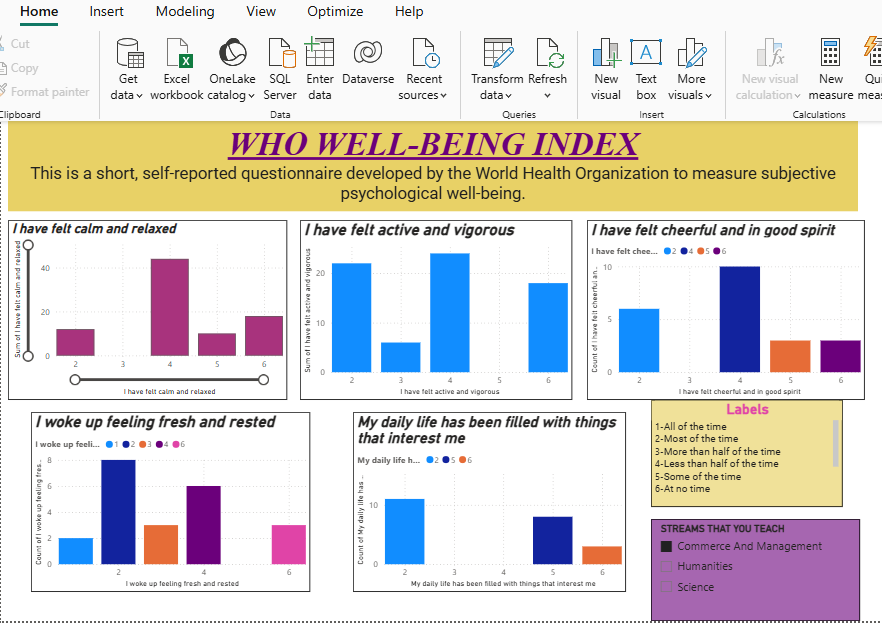 Home Insert Modeling View Optimize Help
Cut
Copy
Format painter
Clipboard
Get data
Excel workbook
OneLake catalog
SQL Server
Enter data
Dataverse
Recent sources
Data
Transform data
Refresh
Queries
New visual
Text box
More visuals
Insert
New visual calculation
New measure
Calculations
WHO WELL-BEING INDEX
This is a short, self-reported questionnaire developed by the World Health Organization to measure subjective
psychological well-being.
I have felt calm and relaxed
Sum of I have felt calm and relaxed
40
20
0
2 3 4 5 6
I have felt calm and relaxed
I have felt active and vigorous
Sum of I have felt active and vigorous
20
10
0
2 3 4 5 6
I have felt active and vigorous
I have felt cheerful and in good spirit
I have felt chee... 2 4 5 6
Count of I have felt cheerful an...
10
5
0
2 3 4 5 6
I have felt cheerful and in good spirit
I woke up feeling fresh and rested
I woke up feeli... 1 2 3 4 6
Count of I woke up feeling fres...
8
6
4
2
0
2 4 6
I woke up feeling fresh and rested
My daily life has been filled with things
that interest me
My daily life h... 2 5 6
Count of My daily life has...
10
0
2 3 4 5 6
My daily life has been filled with things that interest me
Labels
1-All of the time
2-Most of the time
3-More than half of the time
4-Less than half of the time
5-Some of the time
6-At no time
STREAMS THAT YOU TEACH
Commerce And Management
Humanities
Science